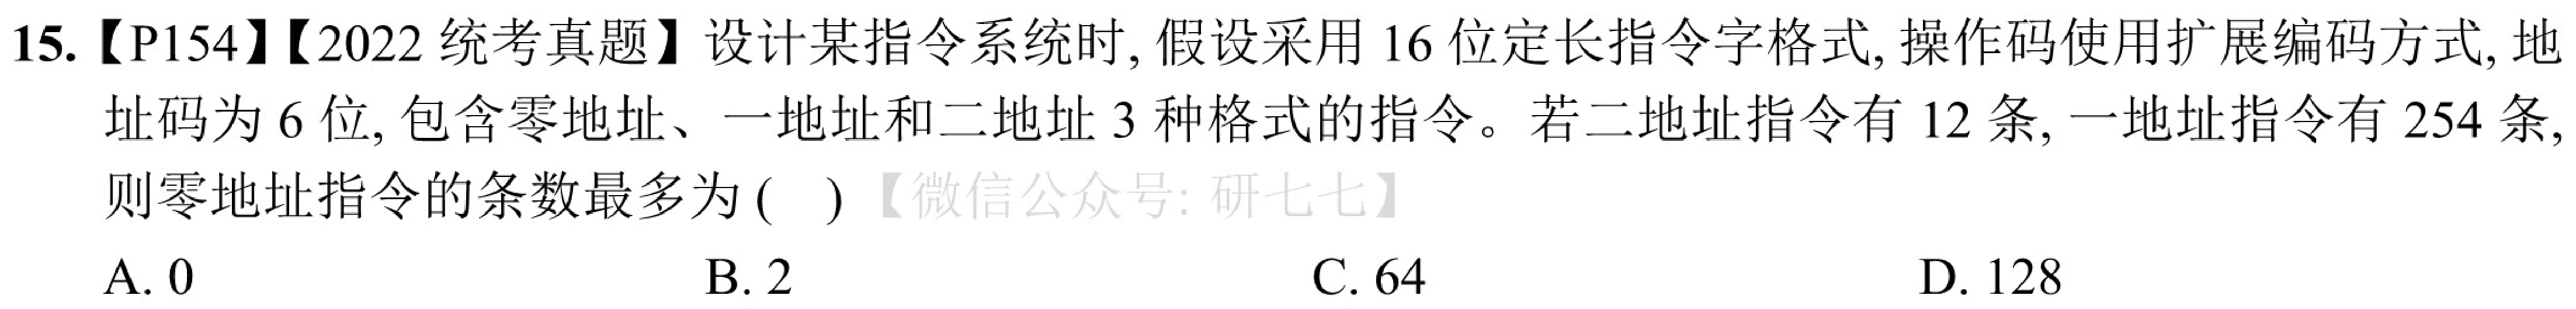 15.【P154】【2022 统考真题】设计某指令系统时, 假设采用 16 位定长指令字格式, 操作码使用扩展编码方式, 地
址码为 6 位, 包含零地址、一地址和二地址 3 种格式的指令。若二地址指令有 12 条, 一地址指令有 254 条,
则零地址指令的条数最多为 (   ) 【微信公众号: 研七七】
A. 0 B. 2 C. 64 D. 128